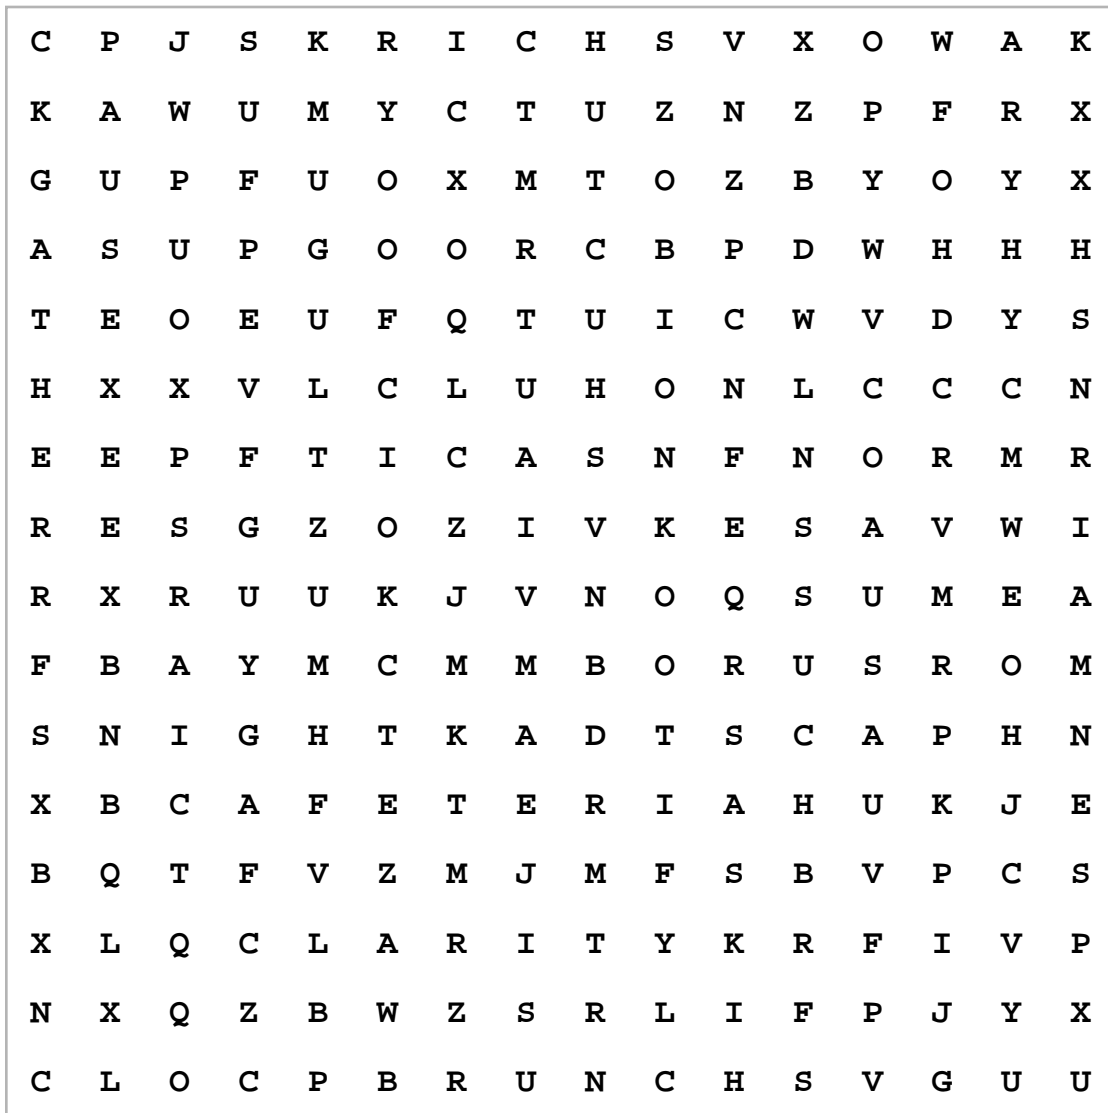 C P J S K R I C H S V X O W A K
K A W U M Y C T U Z N Z P F R X
G U P F U O X M T O Z B Y O Y X
A S U P G O O R C B P D W H H H
T E O E U F Q T U I C W V D Y S
H X X V L C L U H O N L C C C N
E E P F T I C A S N F N O R M R
R E S G Z O Z I V K E S A V W I
R X R U U K J V N O Q S U M E A
F B A Y M C M M B O R U S R O M
S N I G H T K A D T S C A P H N
X B C A F E T E R I A H U K J E
B Q T F V Z M J M F S B V P C S
X L Q C L A R I T Y K R F I V P
N X Q Z B W Z S R L I F P J Y X
C L O C P B R U N C H S V G U U